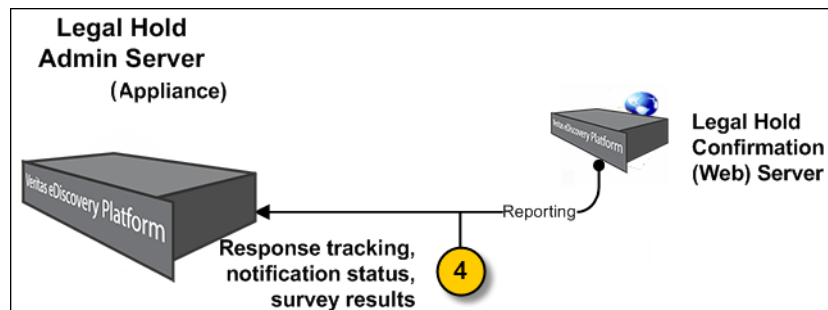 Legal Hold
Admin Server
(Appliance)
Veritas eDiscovery Platform
Veritas eDiscovery Platform
Legal Hold
Confirmation
(Web) Server
Reporting
Response tracking,
notification status,
survey results
4